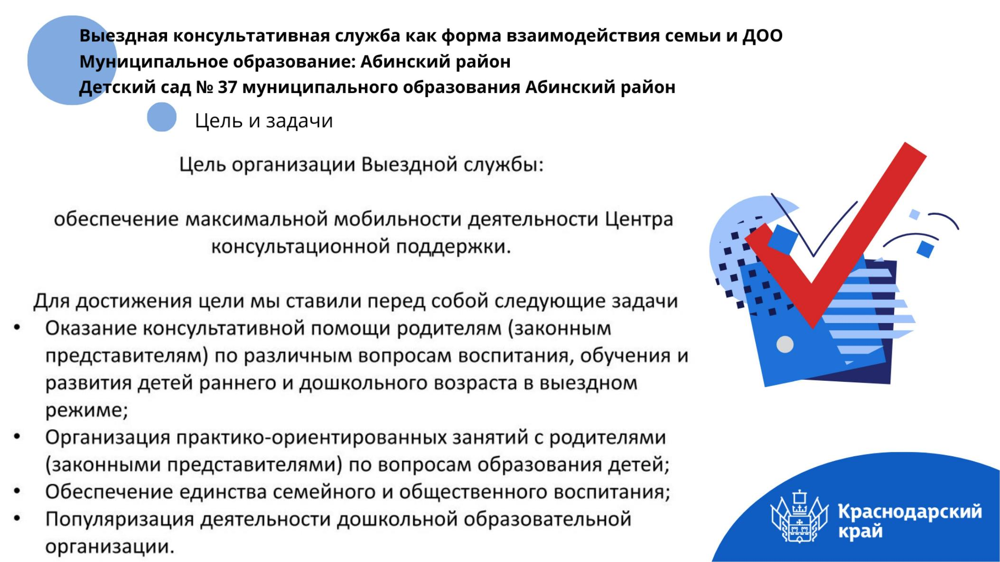 Выездная консультативная служба как форма взаимодействия семьи и ДОО
Муниципальное образование: Абинский район
Детский сад № 37 муниципального образования Абинский район
Цель и задачи
Цель организации Выездной службы:
обеспечение максимальной мобильности деятельности Центра
консультационной поддержки.
Для достижения цели мы ставили перед собой следующие задачи
• Оказание консультативной помощи родителям (законным
представителям) по различным вопросам воспитания, обучения и
развития детей раннего и дошкольного возраста в выездном
режиме;
• Организация практико-ориентированных занятий с родителями
(законными представителями) по вопросам образования детей;
• Обеспечение единства семейного и общественного воспитания;
• Популяризация деятельности дошкольной образовательной
организации.
Краснодарский
край